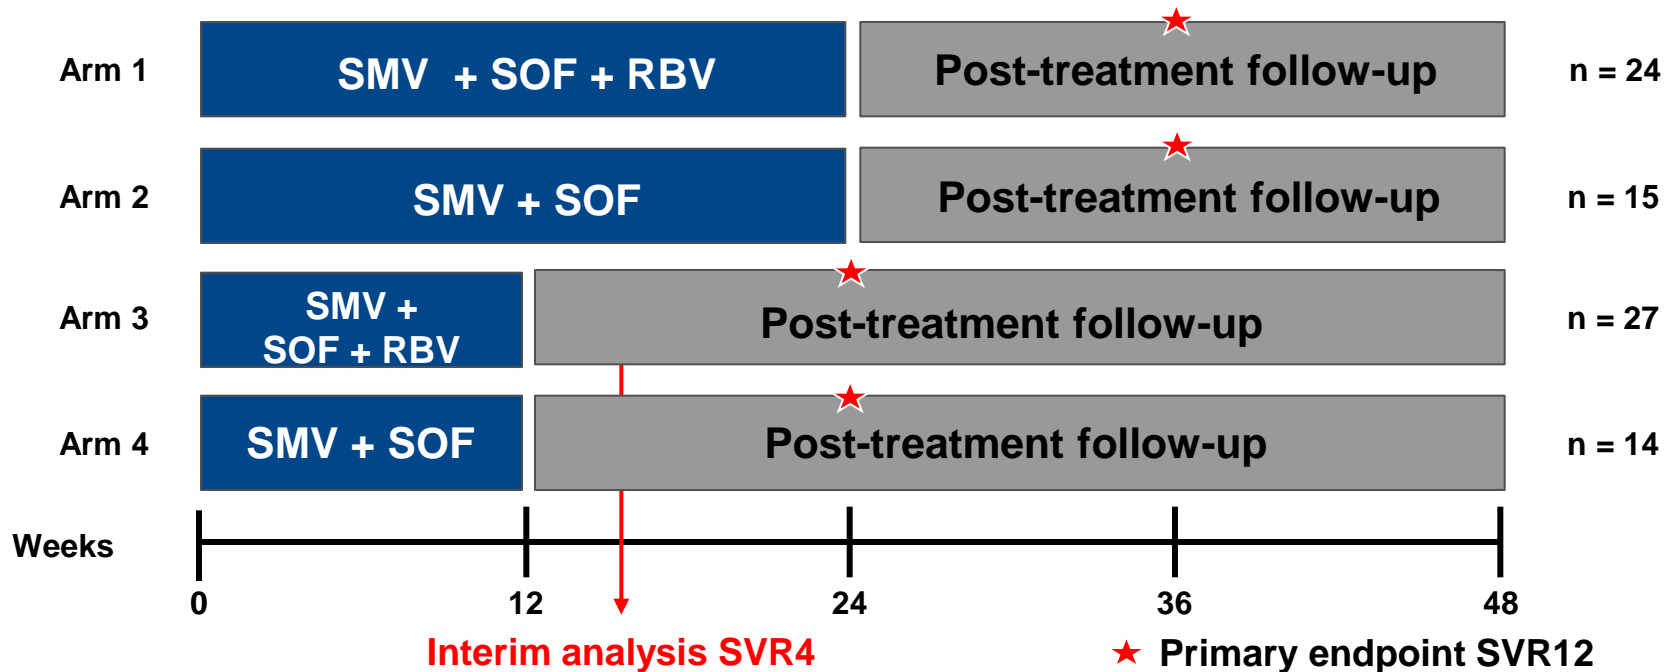 Arm 1
SMV + SOF + RBV
Post-treatment follow-up
n = 24
Arm 2
SMV + SOF
Post-treatment follow-up
n = 15
Arm 3
SMV +
SOF + RBV
Post-treatment follow-up
n = 27
Arm 4
SMV + SOF
Post-treatment follow-up
n = 14
Weeks
0 12 24 36 48
Interim analysis SVR4
Primary endpoint SVR12